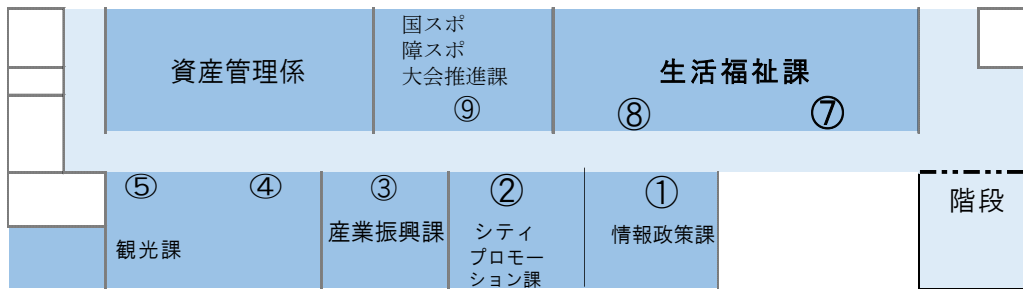 国スポ
障スポ
大会推進課
⑨
資産管理係
生活福祉課
⑧
⑦
⑤
④
③
②
①
階段
観光課
産業振興課
シティ
プロモー
ション課
情報政策課